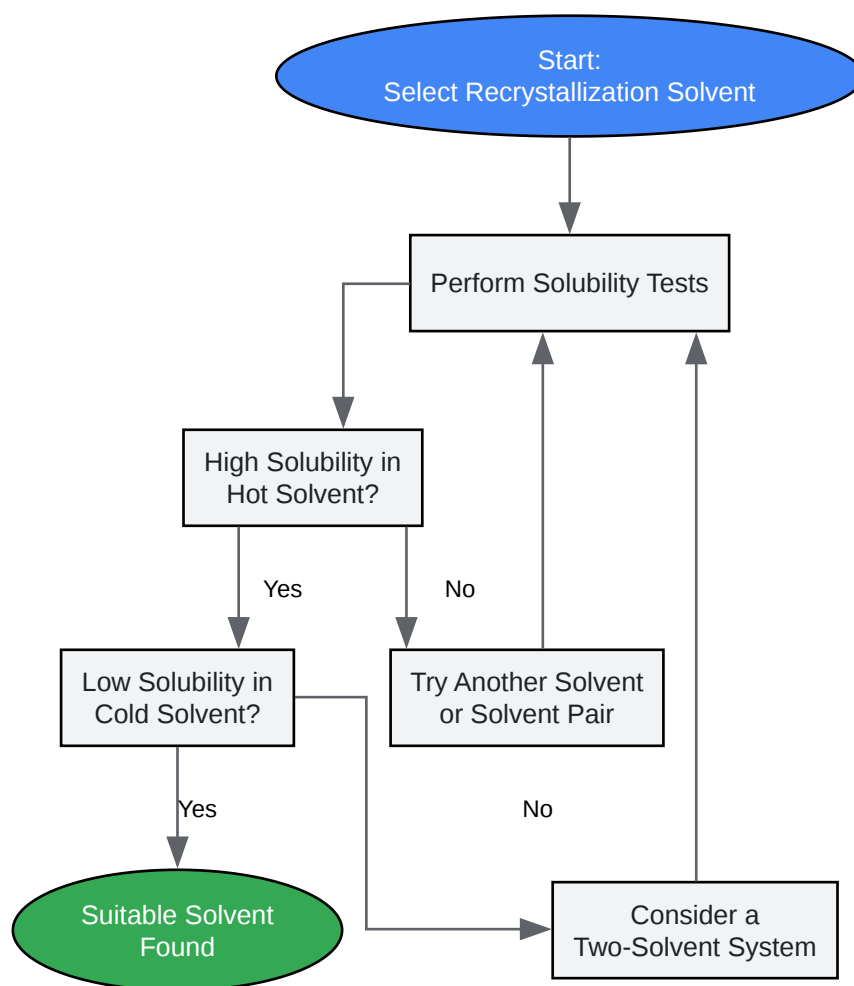 Start:
Select Recrystallization Solvent
Perform Solubility Tests
High Solubility in
Hot Solvent?
Yes
No
Low Solubility in
Cold Solvent?
Try Another Solvent
or Solvent Pair
Yes
No
Suitable Solvent
Found
Consider a
Two-Solvent System